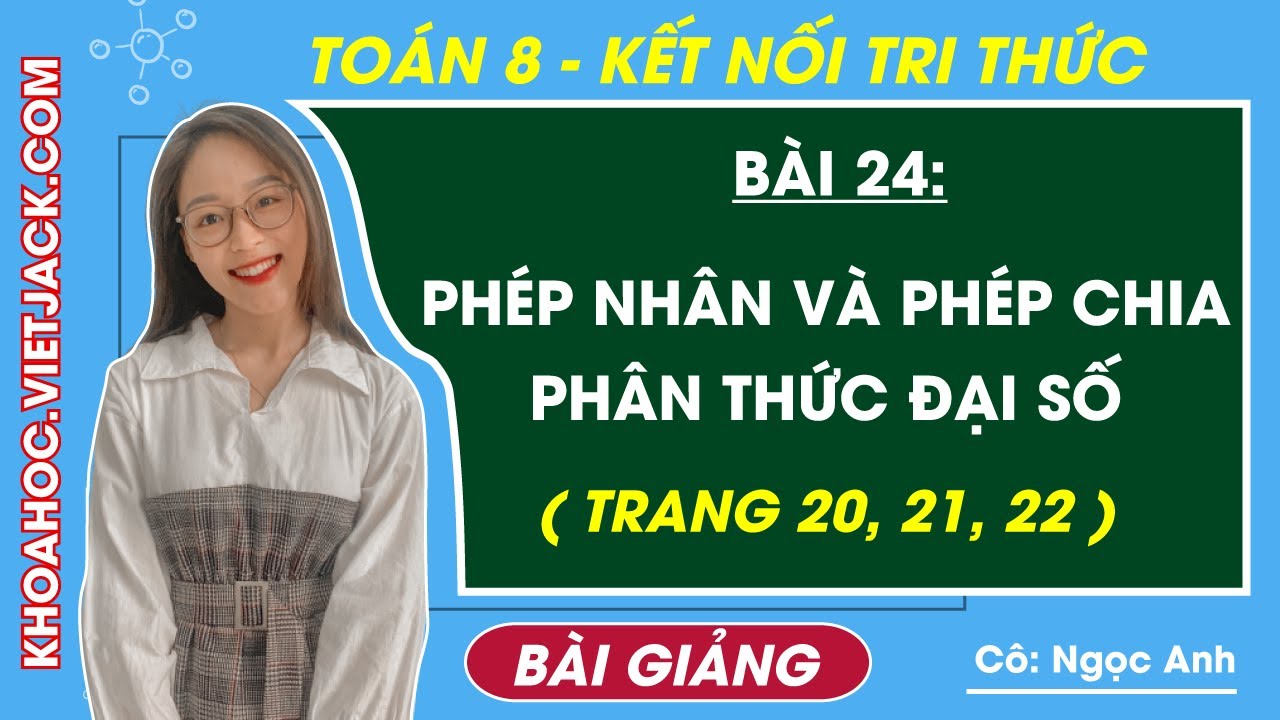 TOÁN 8 - KẾT NỐI TRI THỨC
KHOAHOC.VIETJACK.COM
BÀI 24:
PHÉP NHÂN VÀ PHÉP CHIA
PHÂN THỨC ĐẠI SỐ
( TRANG 20, 21, 22 )
BÀI GIẢNG
Cô: Ngọc Anh